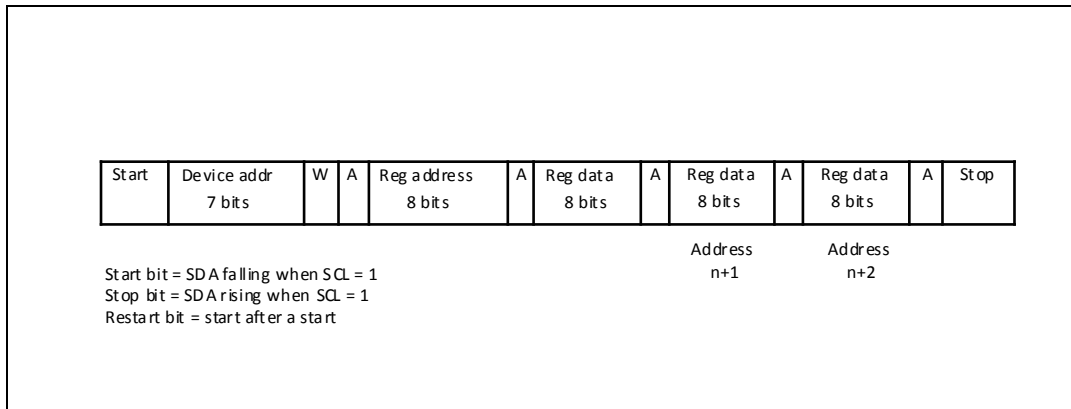 Start Device addr W A Reg address A Reg data A Reg data A Reg data A Stop
7 bits 8 bits 8 bits 8 bits 8 bits
Address Address
n+1 n+2
Start bit = SDA falling when SCL = 1
Stop bit = SDA rising when SCL = 1
Restart bit = start after a start